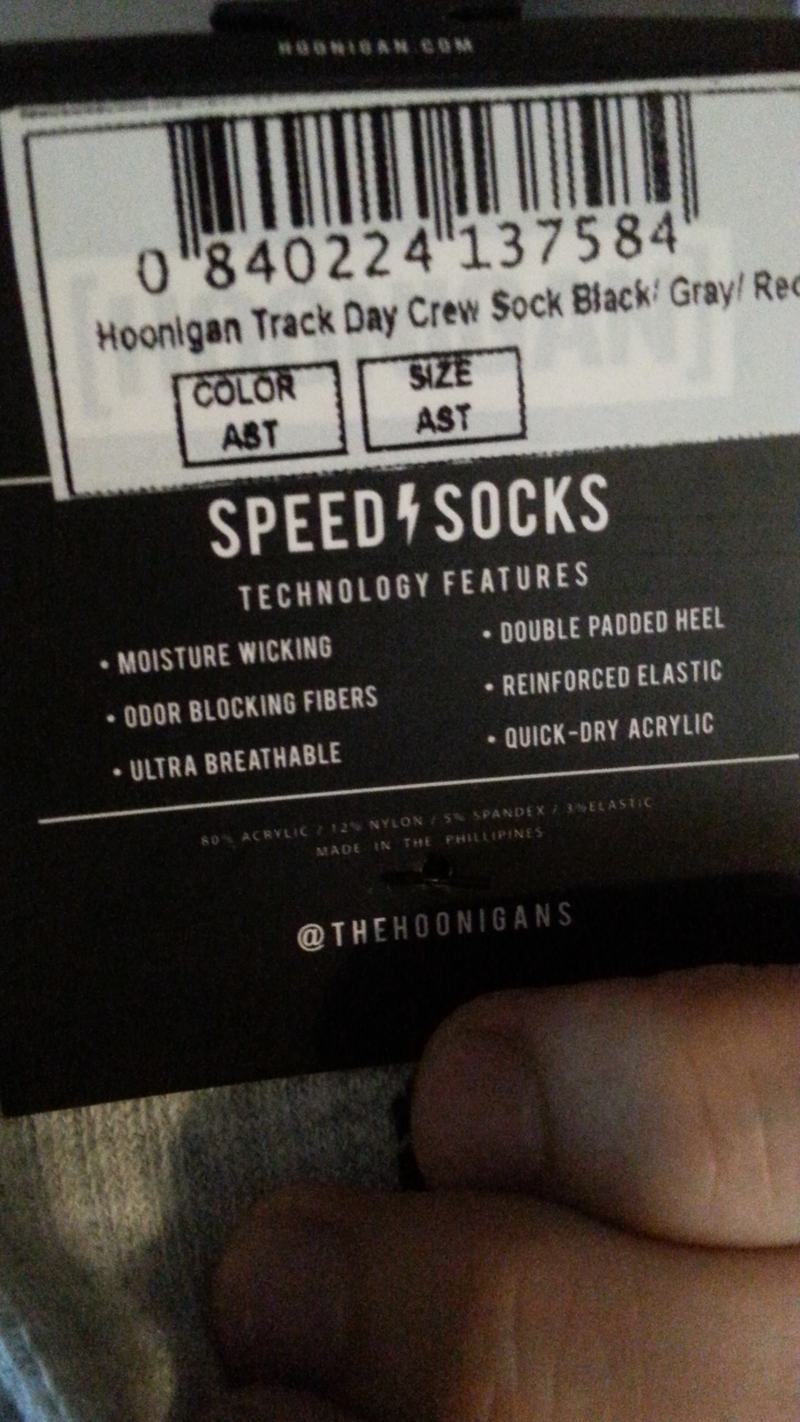 HOONIGAN.COM
0 840224 137584
Hoonigan Track Day Crew Sock Black/ Gray/ Red
COLOR
AST
SIZE
AST
SPEED SOCKS
TECHNOLOGY FEATURES
• MOISTURE WICKING
• ODOR BLOCKING FIBERS
• ULTRA BREATHABLE
• DOUBLE PADDED HEEL
• REINFORCED ELASTIC
• QUICK-DRY ACRYLIC
80% ACRYLIC / 12% NYLON / 5% SPANDEX / 3% ELASTIC
MADE IN THE PHILLIPINES
@THEHOONIGANS